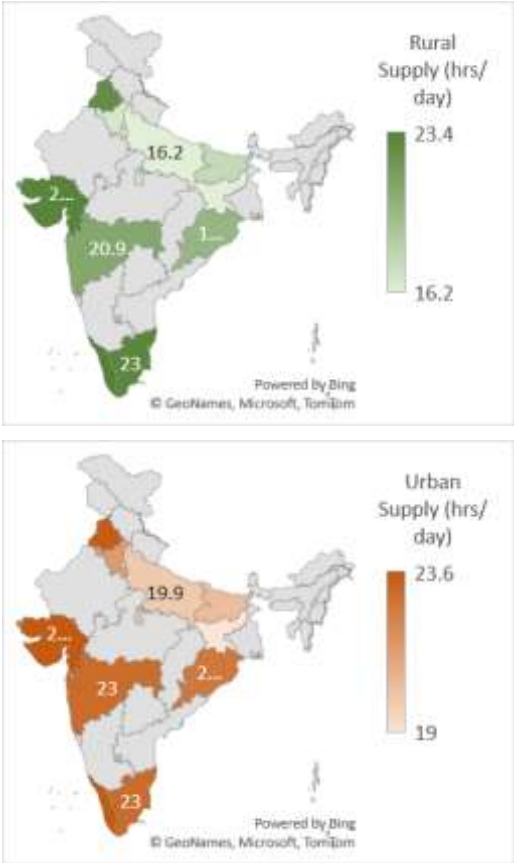 Rural
Supply (hrs/
day)
23.4
16.2
2...
1...
20.9
23
16.2
Powered by Bing
© GeoNames, Microsoft, TomTom
Urban
Supply (hrs/
day)
23.6
19.9
2...
2...
23
23
19
Powered by Bing
© GeoNames, Microsoft, TomTom